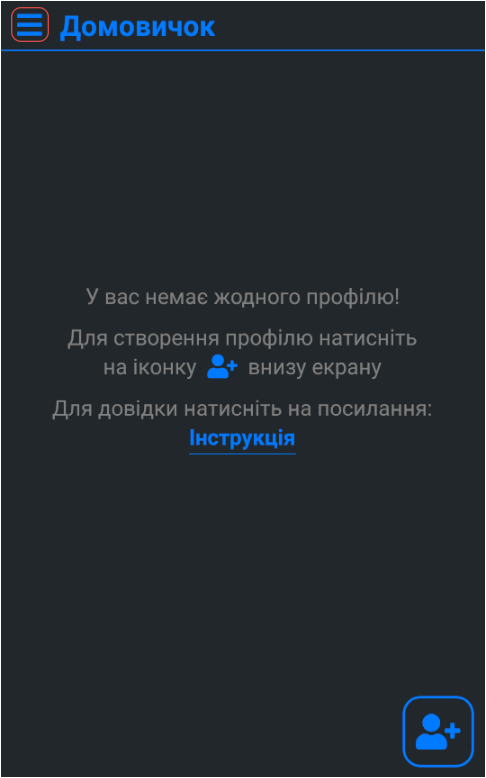 Домовичок
У вас немає жодного профілю!
Для створення профілю натисніть
на іконку внизу екрану
Для довідки натисніть на посилання:
Інструкція